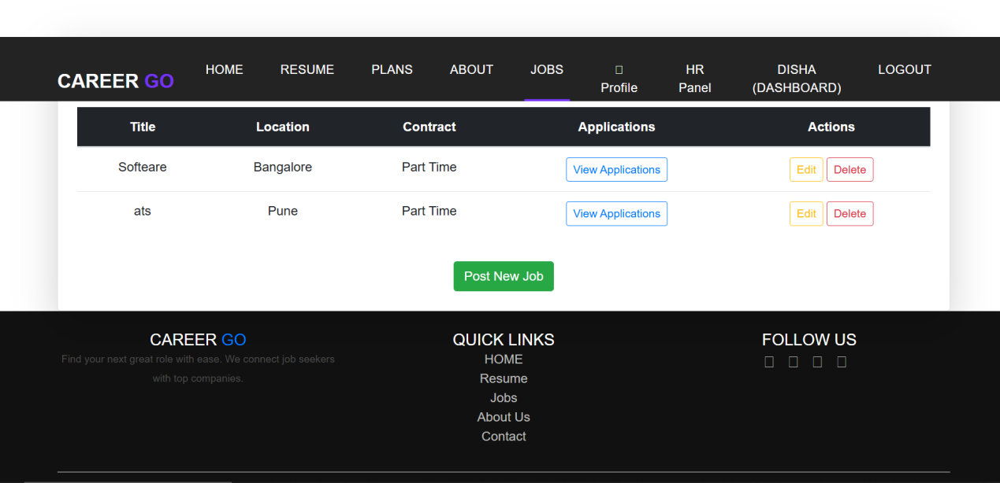 CAREER GO
HOME
RESUME
PLANS
ABOUT
JOBS
Profile
HR Panel
DISHA (DASHBOARD)
LOGOUT
Title Location Contract Applications Actions
Softeare Bangalore Part Time View Applications Edit Delete
ats Pune Part Time View Applications Edit Delete
Post New Job
CAREER GO
Find your next great role with ease. We connect job seekers
with top companies.
QUICK LINKS
HOME
Resume
Jobs
About Us
Contact
FOLLOW US